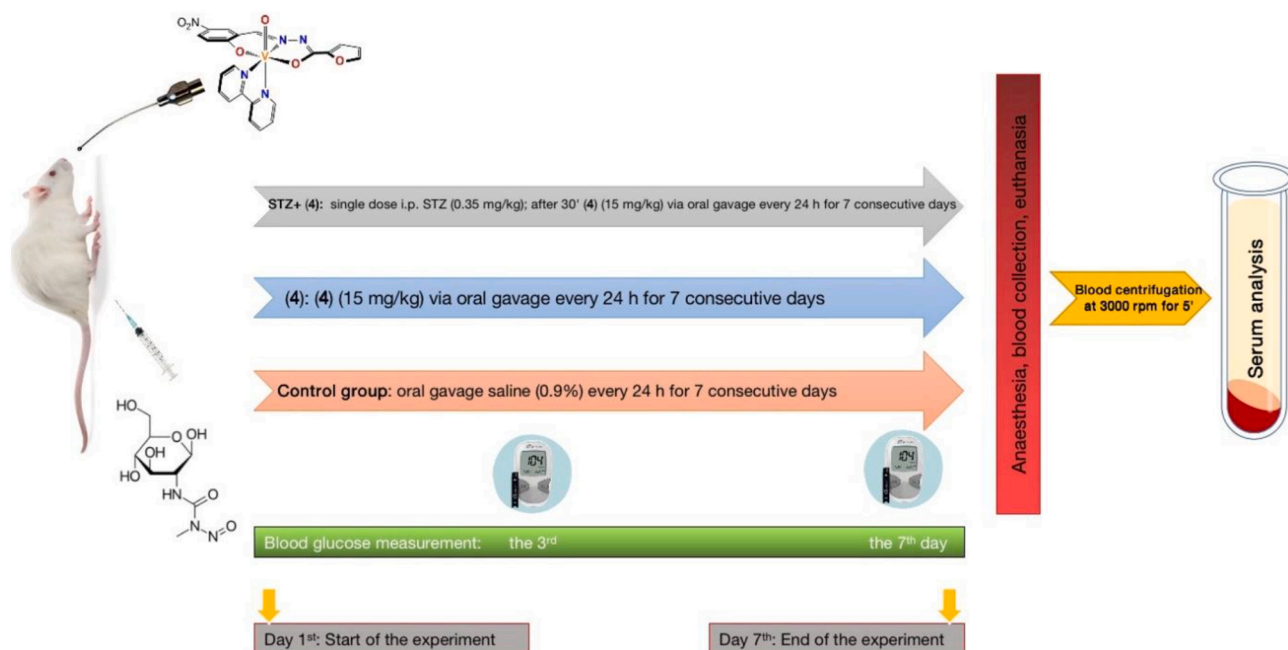 O
O₂N
N
N
O
V
O
O
N
N
STZ+ (4): single dose i.p. STZ (0.35 mg/kg); after 30' (4) (15 mg/kg) via oral gavage every 24 h for 7 consecutive days
(4): (4) (15 mg/kg) via oral gavage every 24 h for 7 consecutive days
Control group: oral gavage saline (0.9%) every 24 h for 7 consecutive days
Anaesthesia, blood collection, euthanasia
Blood centrifugation
at 3000 rpm for 5'
Serum analysis
HO
O
OH
HO
OH
HN
O
N
N
O
104
104
Blood glucose measurement: the 3rd the 7th day
Day 1st: Start of the experiment
Day 7th: End of the experiment